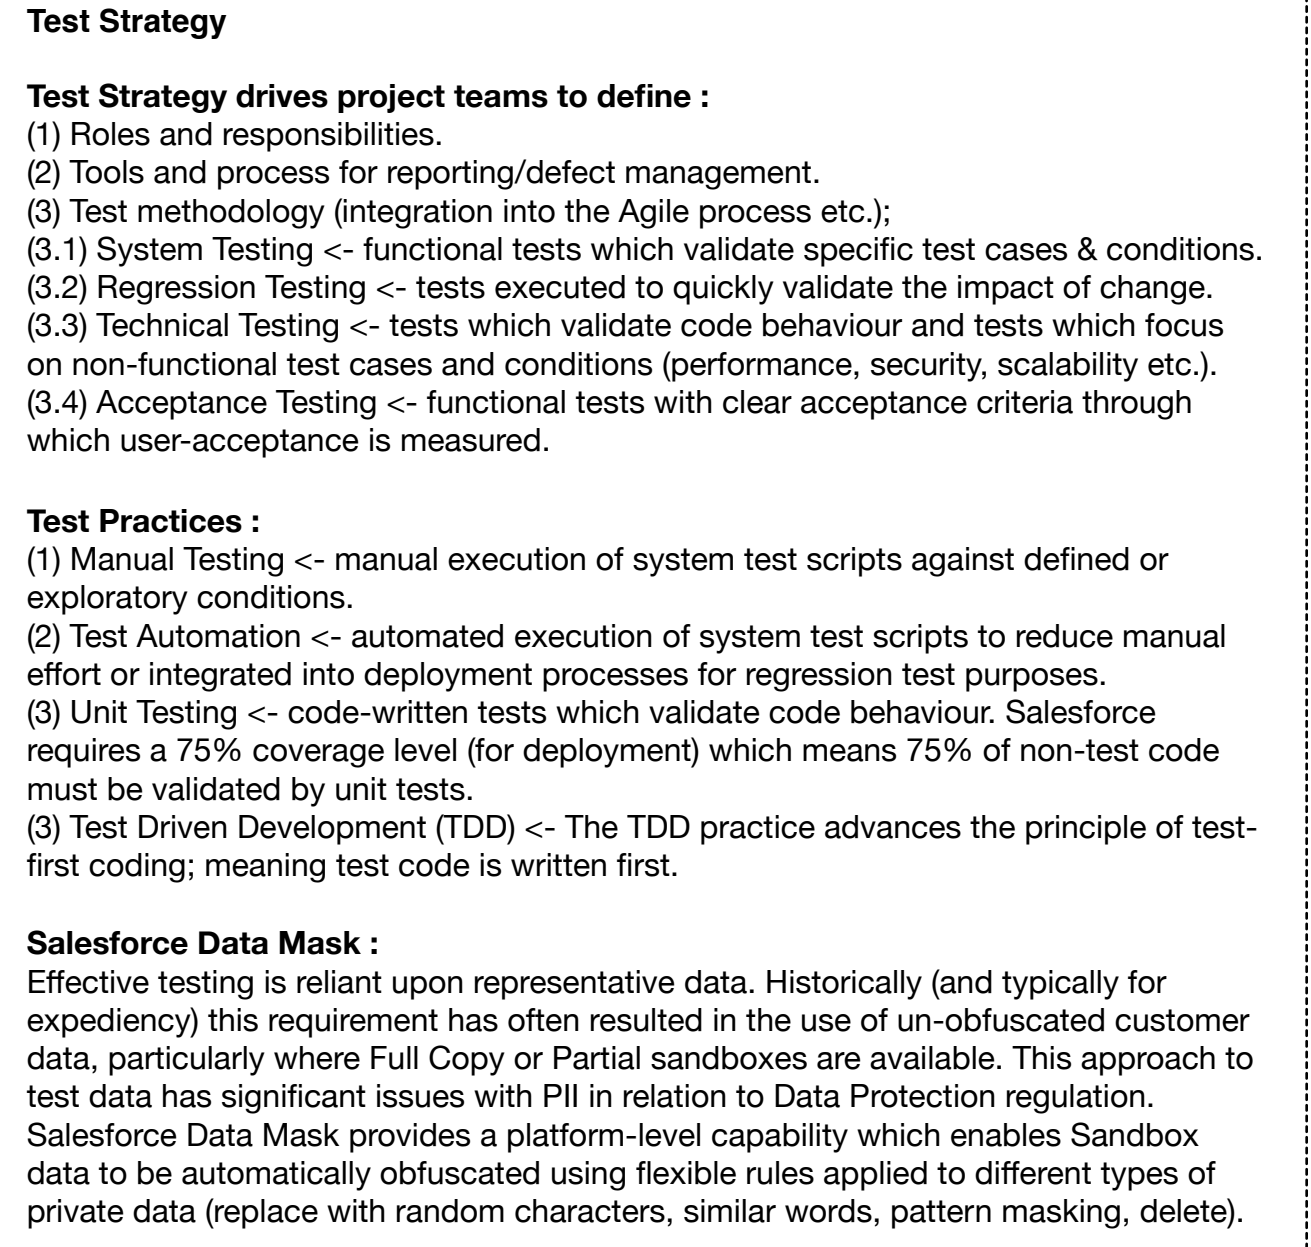 Test Strategy
Test Strategy drives project teams to define :
(1) Roles and responsibilities.
(2) Tools and process for reporting/defect management.
(3) Test methodology (integration into the Agile process etc.);
(3.1) System Testing <- functional tests which validate specific test cases & conditions.
(3.2) Regression Testing <- tests executed to quickly validate the impact of change.
(3.3) Technical Testing <- tests which validate code behaviour and tests which focus
on non-functional test cases and conditions (performance, security, scalability etc.).
(3.4) Acceptance Testing <- functional tests with clear acceptance criteria through
which user-acceptance is measured.
Test Practices :
(1) Manual Testing <- manual execution of system test scripts against defined or
exploratory conditions.
(2) Test Automation <- automated execution of system test scripts to reduce manual
effort or integrated into deployment processes for regression test purposes.
(3) Unit Testing <- code-written tests which validate code behaviour. Salesforce
requires a 75% coverage level (for deployment) which means 75% of non-test code
must be validated by unit tests.
(3) Test Driven Development (TDD) <- The TDD practice advances the principle of test-
first coding; meaning test code is written first.
Salesforce Data Mask :
Effective testing is reliant upon representative data. Historically (and typically for
expediency) this requirement has often resulted in the use of un-obfuscated customer
data, particularly where Full Copy or Partial sandboxes are available. This approach to
test data has significant issues with PII in relation to Data Protection regulation.
Salesforce Data Mask provides a platform-level capability which enables Sandbox
data to be automatically obfuscated using flexible rules applied to different types of
private data (replace with random characters, similar words, pattern masking, delete).